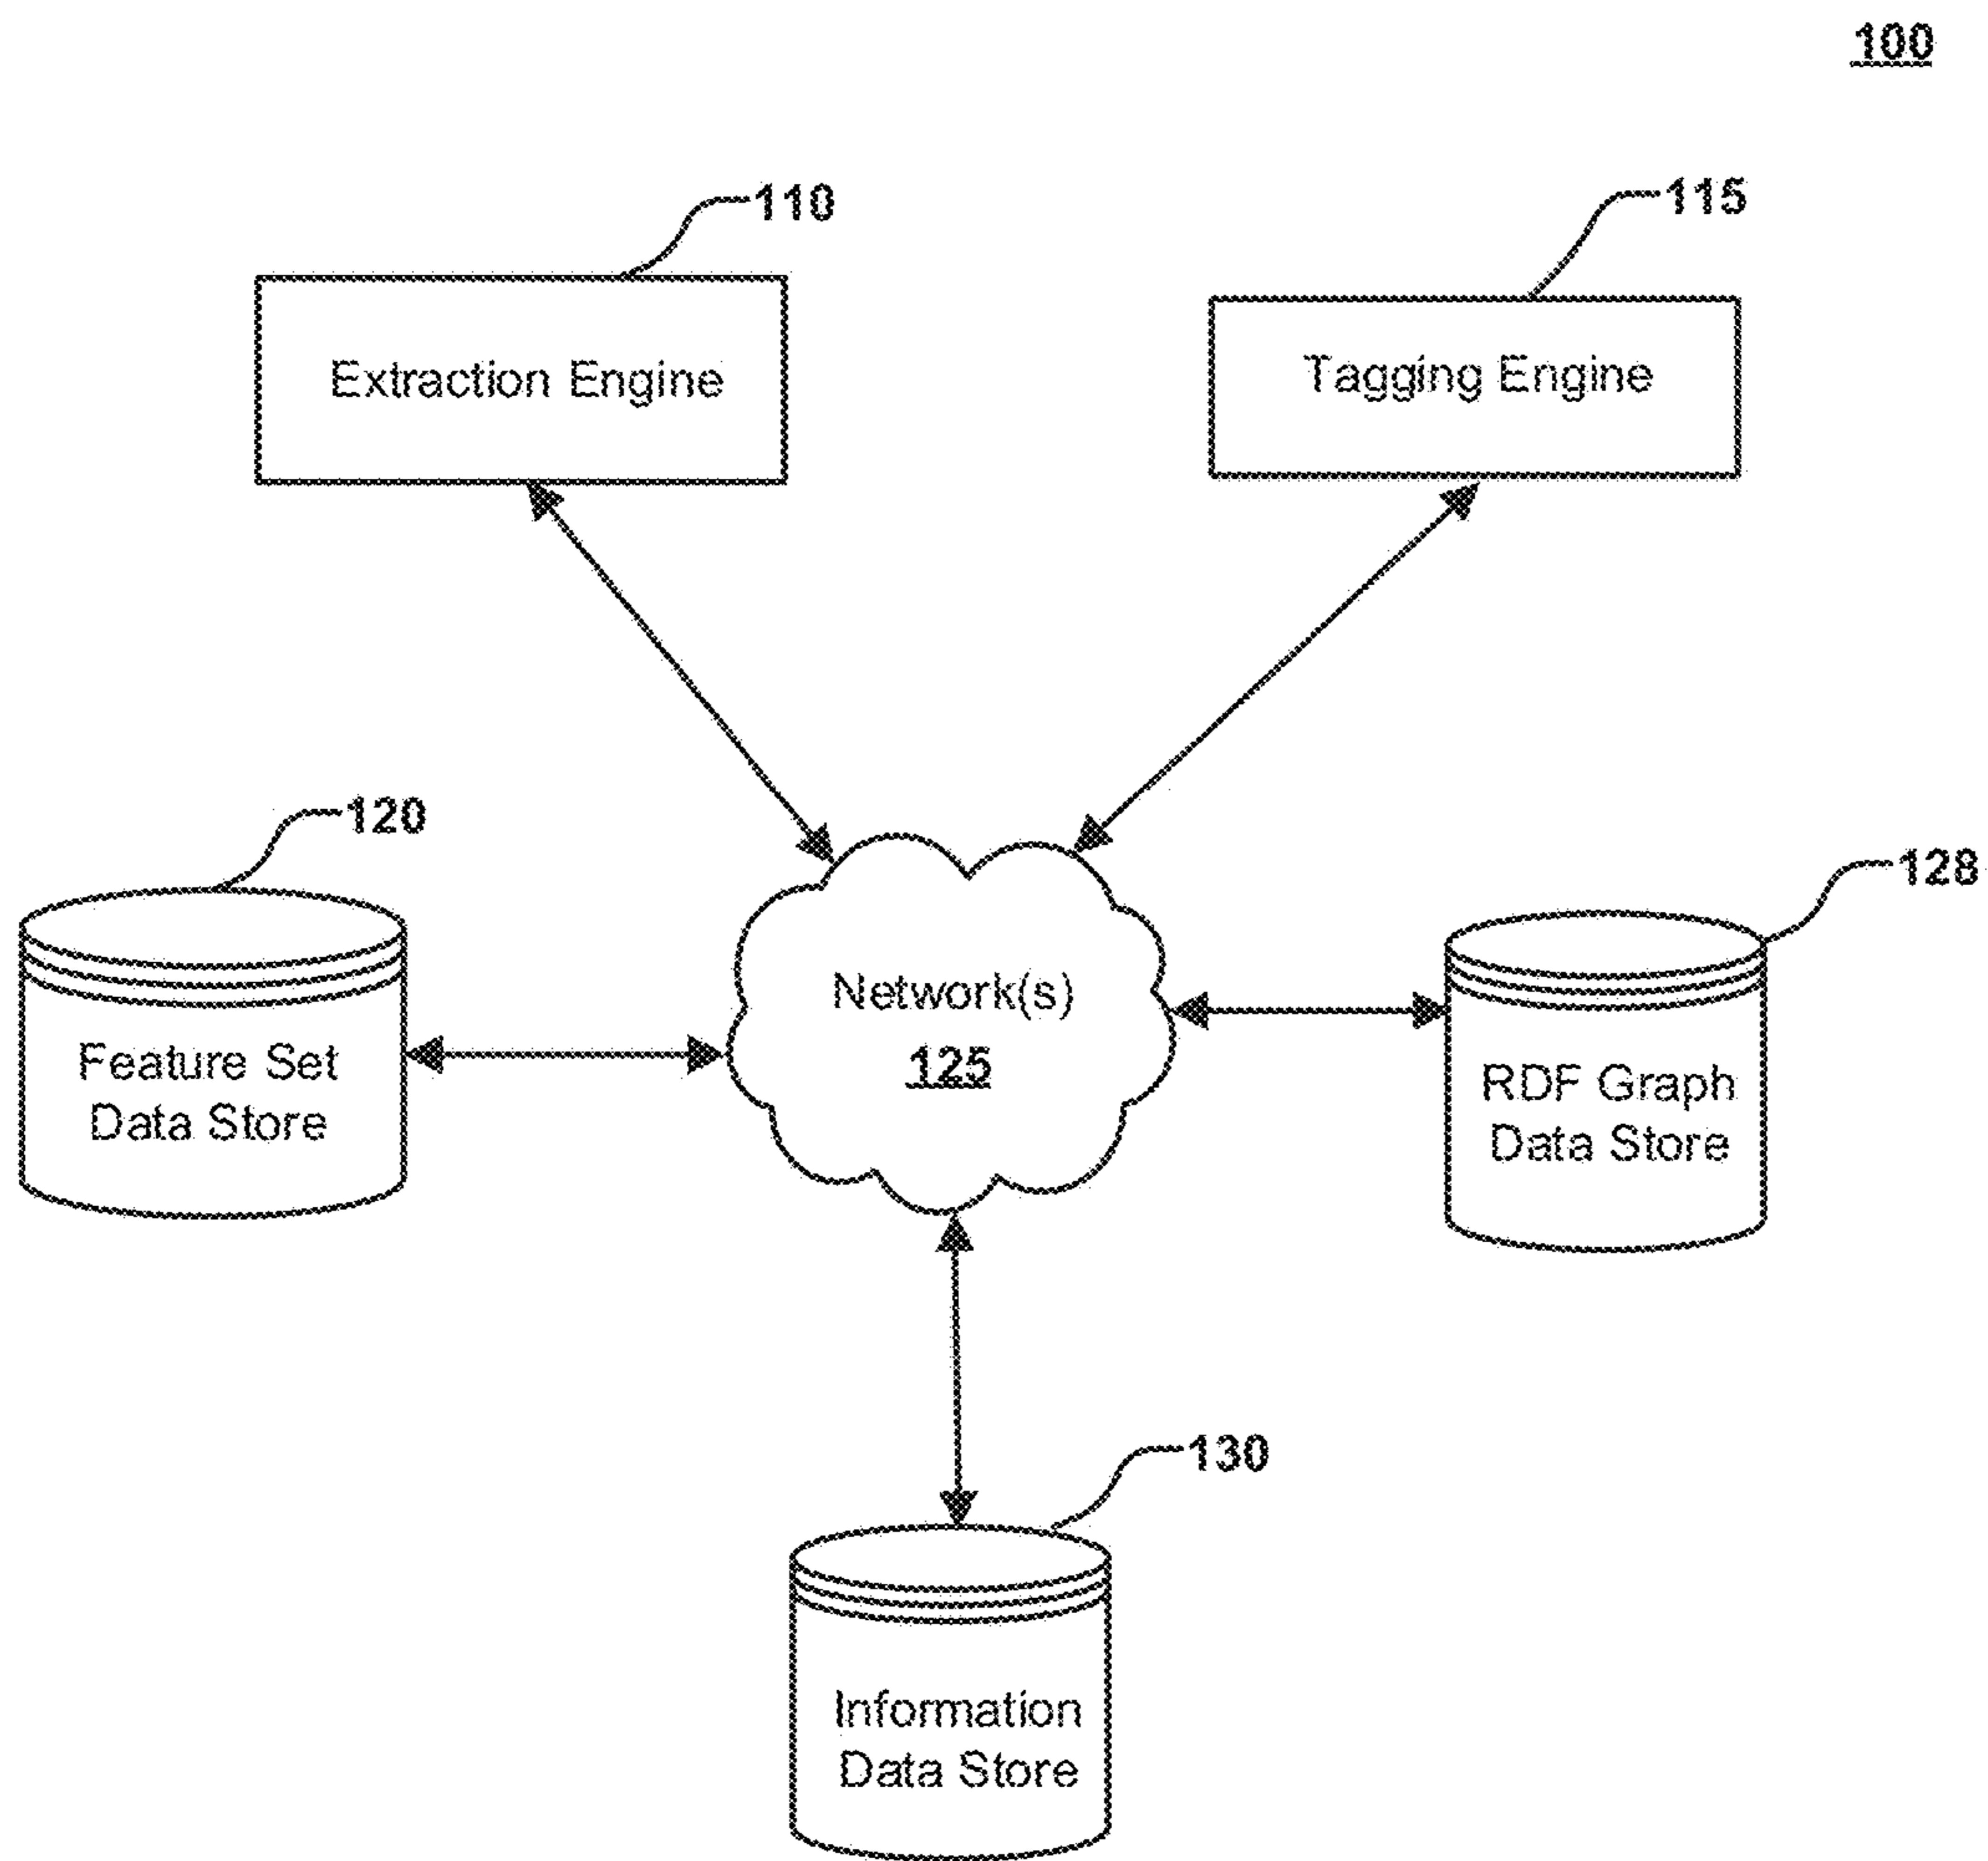 100
110
115
Extraction Engine
Tagging Engine
120
128
Network(s)
125
Feature Set
Data Store
RDF Graph
Data Store
130
Information
Data Store